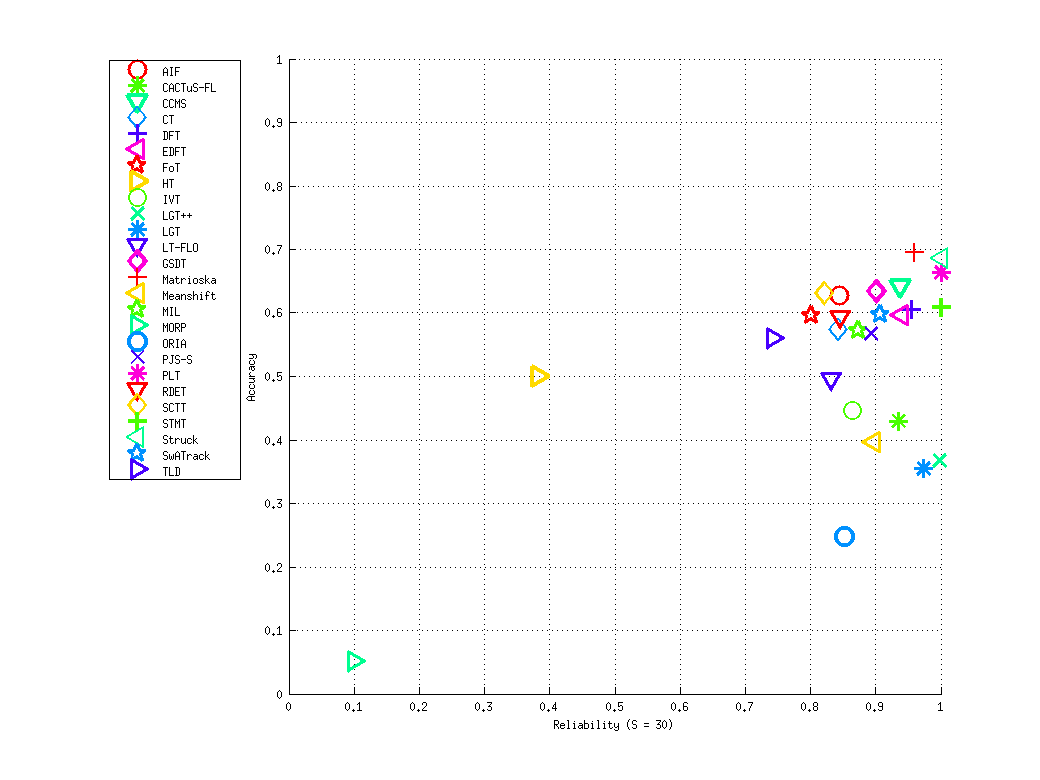 AIF
CACTuS-FL
CCMS
CT
DFT
EDFT
FoT
HT
IVT
LGT++
LGT
LT-FLO
GSDT
Matrioska
Meanshift
MIL
MORP
ORIA
PJS-S
PLT
RDET
SCTT
STMT
Struck
SwATrack
TLD
1
0.9
0.8
0.7
0.6
0.5
0.4
0.3
0.2
0.1
0
Accuracy
0 0.1 0.2 0.3 0.4 0.5 0.6 0.7 0.8 0.9 1
Reliability (S = 30)